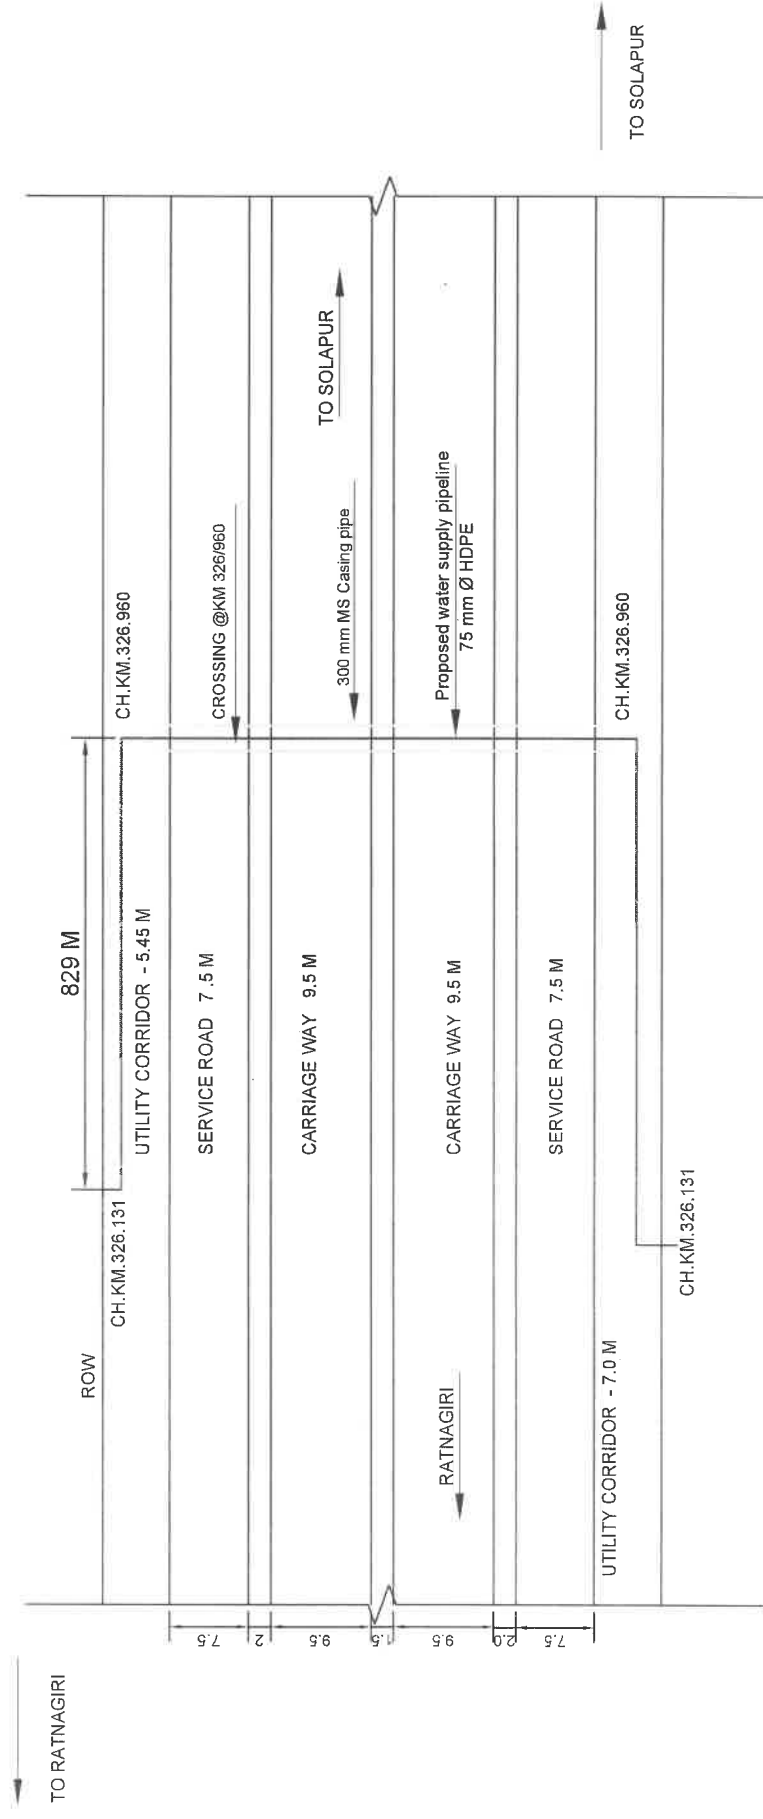 TO SOLAPUR
829 M
CH.KM.326.960
CH.KM.326.131
ROW
UTILITY CORRIDOR - 5.45 M
SERVICE ROAD 7.5 M
CROSSING @KM 326/960
CARRIAGE WAY 9.5 M
TO SOLAPUR
300 mm MS Casing pipe
CARRIAGE WAY 9.5 M
Proposed water supply pipeline
75 mm Ø HDPE
RATNAGIRI
SERVICE ROAD 7.5 M
UTILITY CORRIDOR - 7.0 M
CH.KM.326.960
CH.KM.326.131
7.5
2
9.5
1.5
9.5
2.0
7.5
TO RATNAGIRI